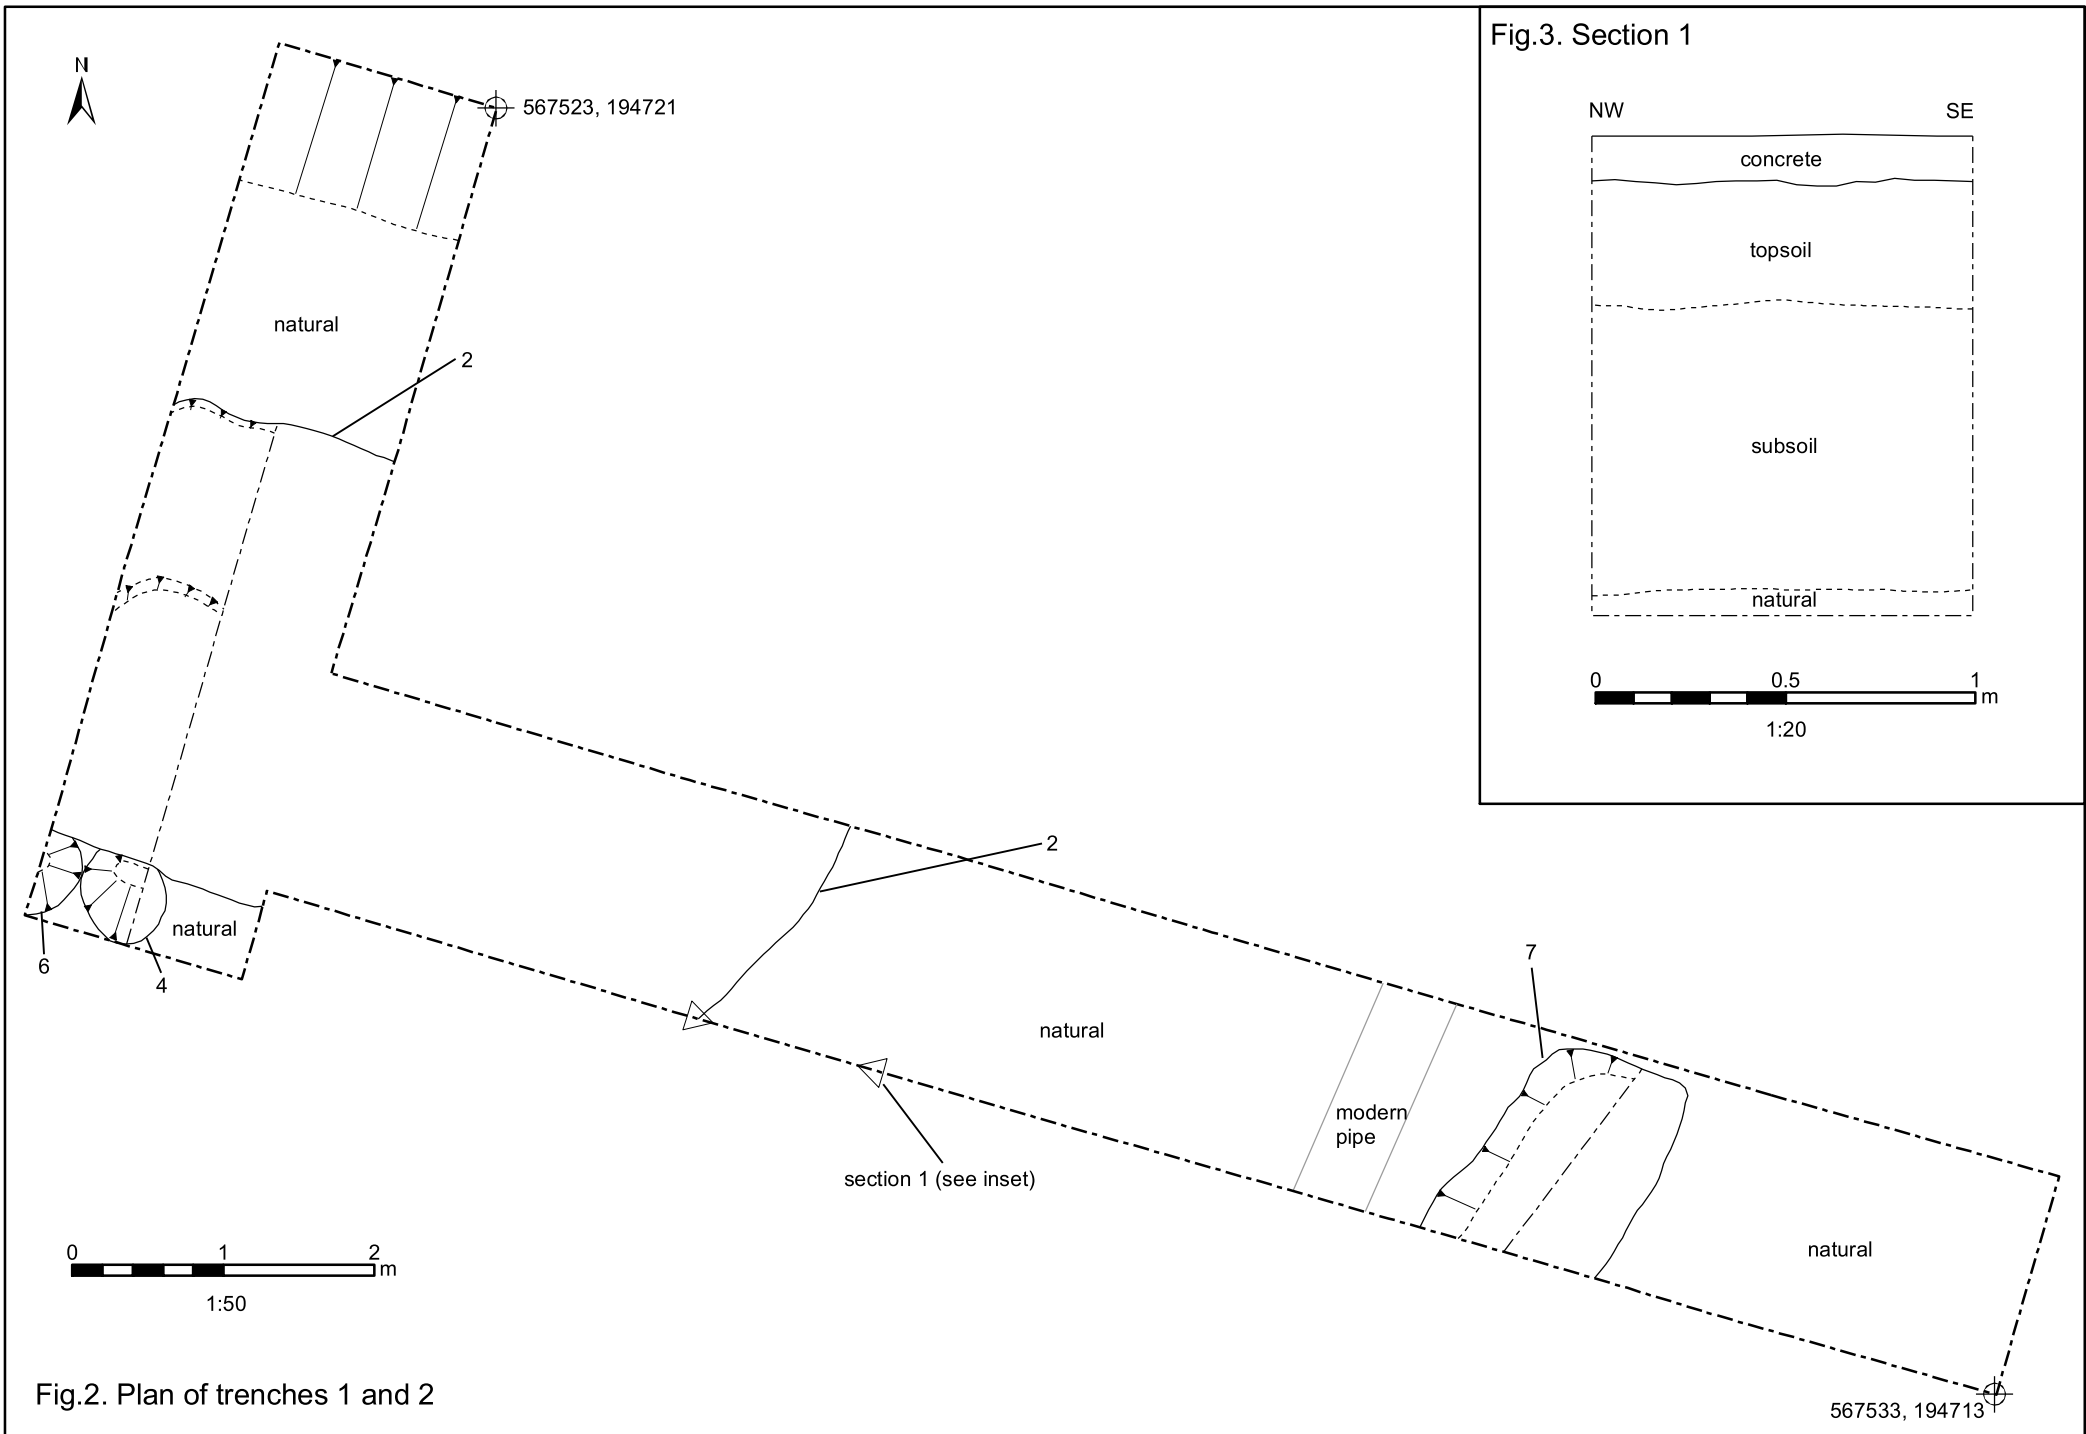 Fig.3. Section 1
N
NW SE
567523, 194721
concrete
topsoil
natural
2
subsoil
natural
0 0.5 1
m
1:20
2
natural
6
4
7
natural
modern
pipe
section 1 (see inset)
0 1 2
m
1:50
natural
Fig.2. Plan of trenches 1 and 2
567533, 194713